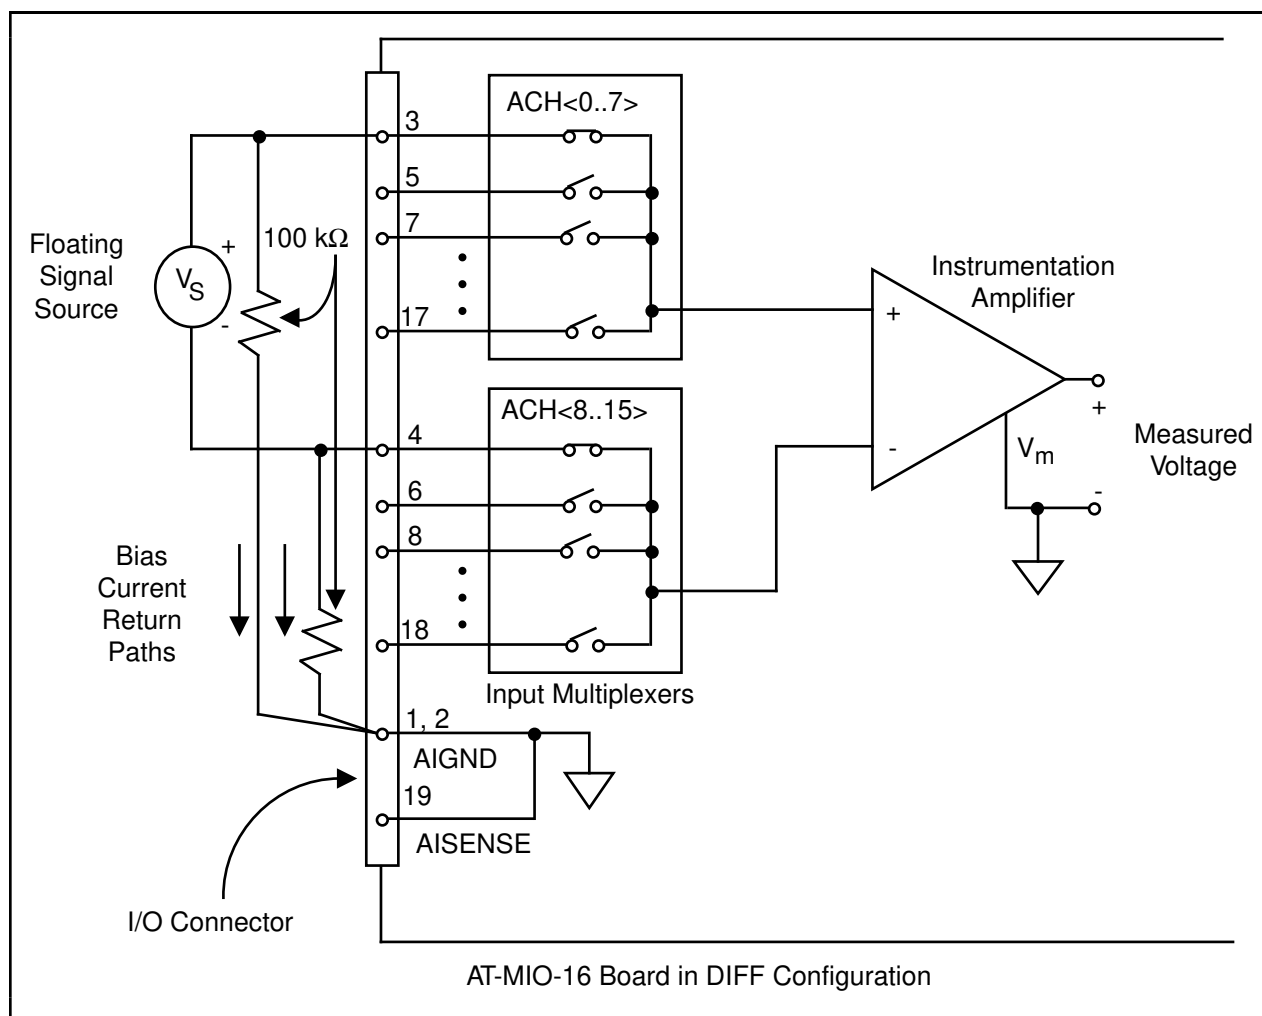 ACH<0..7>
3
5
7
17
Floating
Signal
Source
+
V
S
-
100 kΩ
Instrumentation
Amplifier
+
-
V
m
+
-
Measured
Voltage
ACH<8..15>
4
6
8
18
Input Multiplexers
Bias
Current
Return
Paths
1, 2
AIGND
19
AISENSE
I/O Connector
AT-MIO-16 Board in DIFF Configuration